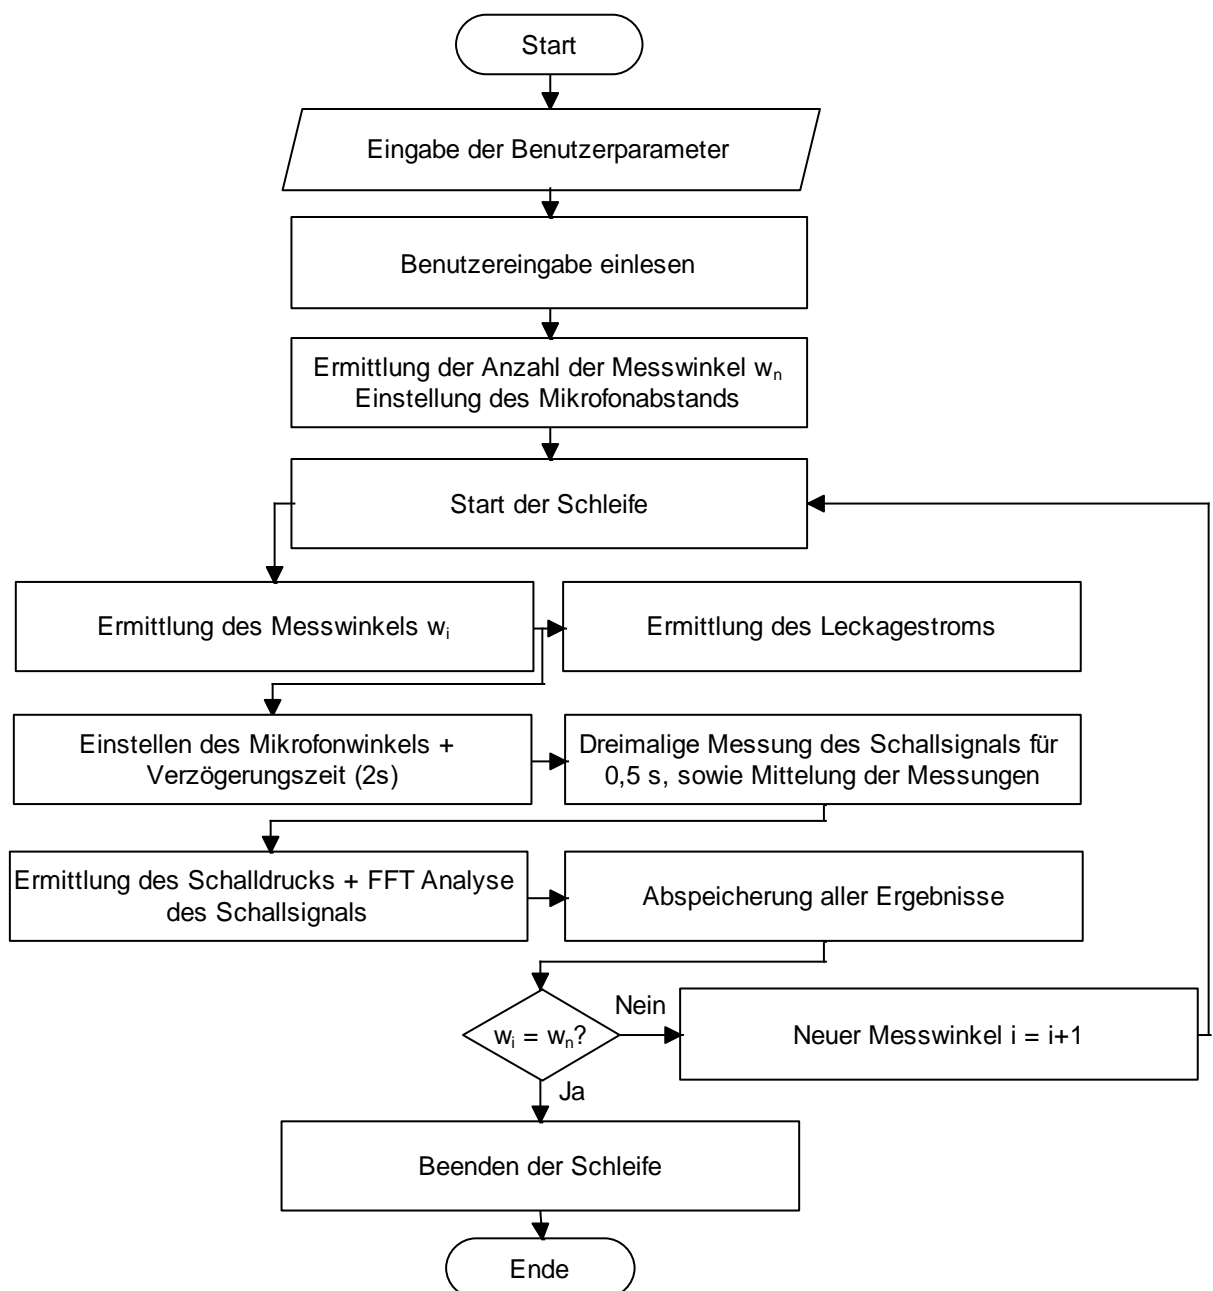 Start
Eingabe der Benutzerparameter
Benutzereingabe einlesen
Ermittlung der Anzahl der Messwinkel wₙ
Einstellung des Mikrofonabstands
Start der Schleife
Ermittlung des Messwinkels wᵢ
Ermittlung des Leckagestroms
Einstellen des Mikrofonwinkels +
Verzögerungszeit (2s)
Dreimalige Messung des Schallsignals für
0,5 s, sowie Mittelung der Messungen
Ermittlung des Schalldrucks + FFT Analyse
des Schallsignals
Abspeicherung aller Ergebnisse
wᵢ = wₙ?
Nein
Neuer Messwinkel i = i+1
Ja
Beenden der Schleife
Ende